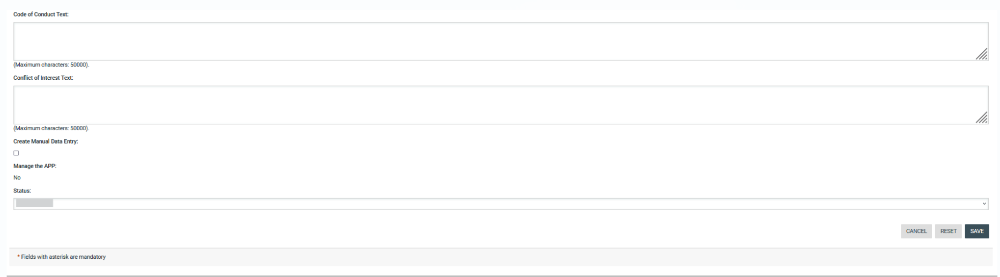 Code of Conduct Text:
(Maximum characters: 50000).
Conflict of Interest Text:
(Maximum characters: 50000).
Create Manual Data Entry:
Manage the APP:
No
Status:
CANCEL RESET SAVE
* Fields with asterisk are mandatory